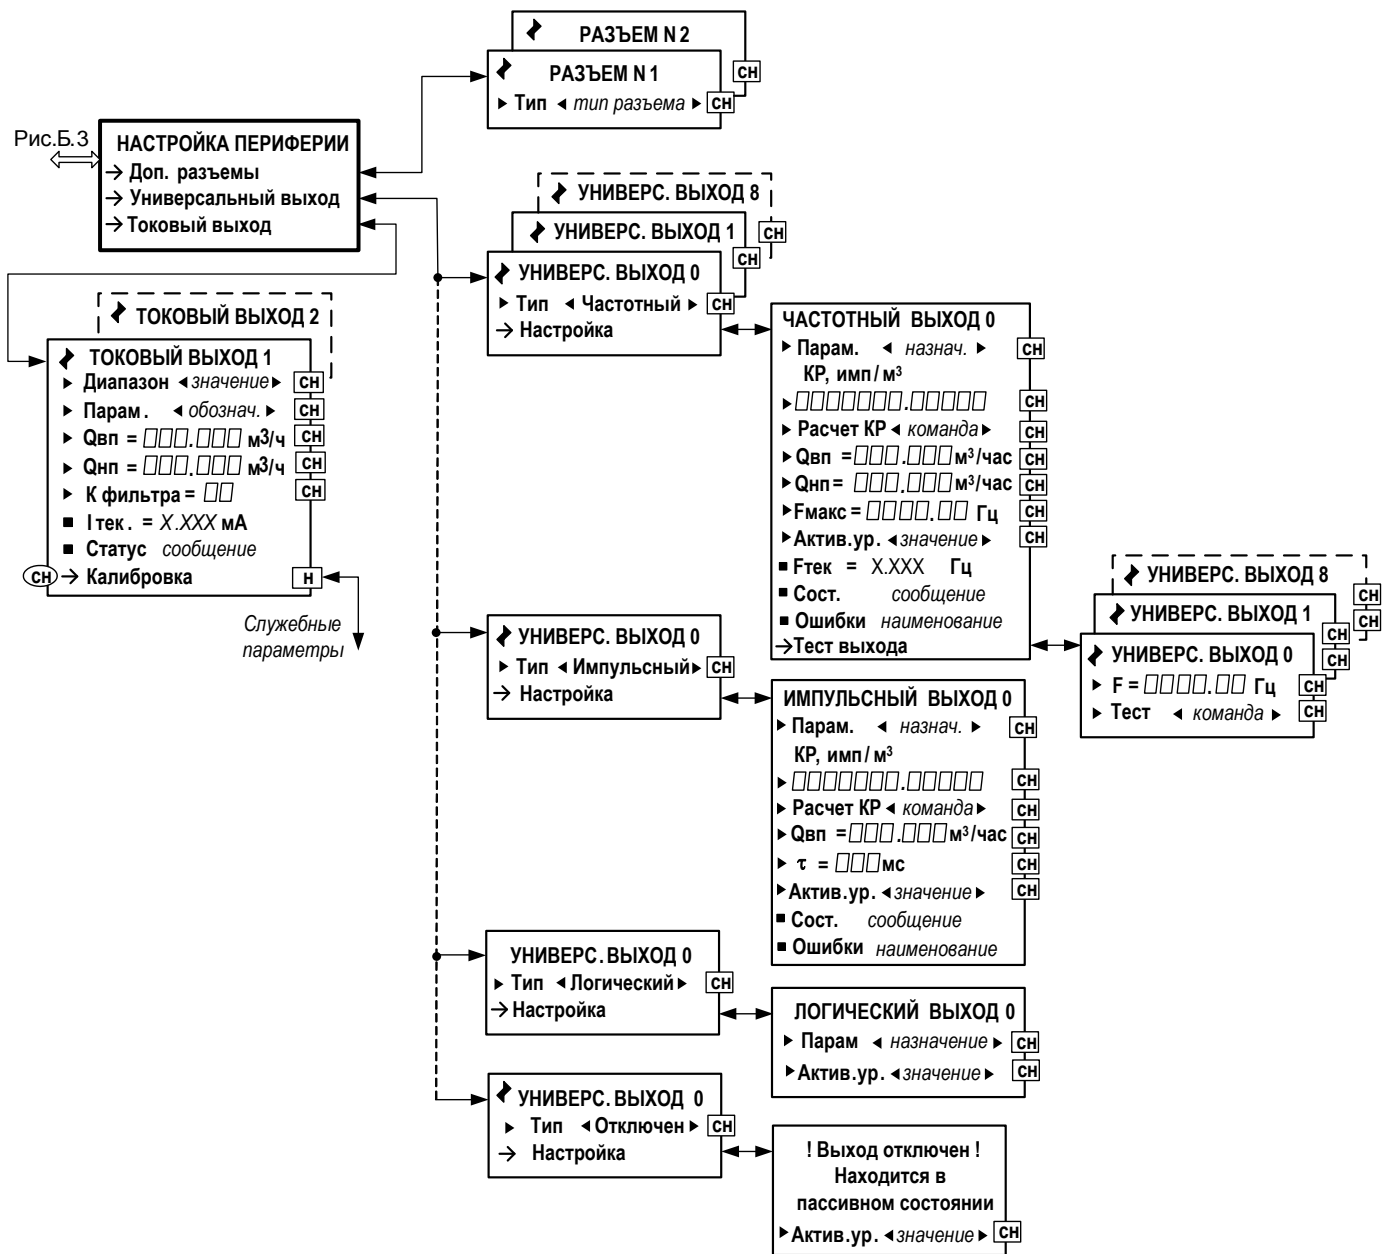 РАЗЪЕМ N 2
СН
РАЗЪЕМ N 1
▸ Тип ◂ тип разъема ▸ СН
Рис.Б.3
НАСТРОЙКА ПЕРИФЕРИИ
→ Доп. разъемы
→ Универсальный выход
→ Токовый выход
УНИВЕРС. ВЫХОД 8
СН
УНИВЕРС. ВЫХОД 1
СН
УНИВЕРС. ВЫХОД 0
▸ Тип ◂ Частотный ▸ СН
→ Настройка
ТОКОВЫЙ ВЫХОД 2
ТОКОВЫЙ ВЫХОД 1
▸ Диапазон ◂ значение ▸ СН
▸ Парам. ◂ обознач. ▸ СН
▸ Qвп = □□□.□□□ м3/ч СН
▸ Qнп = □□□.□□□ м3/ч СН
▸ К фильтра = □□ СН
▪ I тек. = X.XXX мА
▪ Статус сообщение
СН → Калибровка Н
Служебные
параметры
ЧАСТОТНЫЙ ВЫХОД 0
▸ Парам. ◂ назнач. ▸ СН
КР, имп/м³
▸ □□□□□□□.□□□□□ СН
▸ Расчет КР ◂ команда ▸ СН
▸ Qвп = □□□.□□□ м³/час СН
▸ Qнп = □□□.□□□ м³/час СН
▸ Fмакс = □□□□.□□ Гц СН
▸ Актив.ур. ◂ значение ▸ СН
▪ Fтек = X.XXX Гц
▪ Сост. сообщение
▪ Ошибки наименование
→ Тест выхода
УНИВЕРС. ВЫХОД 8
СН
СН
УНИВЕРС. ВЫХОД 1
СН
СН
УНИВЕРС. ВЫХОД 0
▸ F = □□□□.□□ Гц СН
▸ Тест ◂ команда ▸ СН
УНИВЕРС. ВЫХОД 0
▸ Тип ◂ Импульсный ▸ СН
→ Настройка
ИМПУЛЬСНЫЙ ВЫХОД 0
▸ Парам. ◂ назнач. ▸ СН
КР, имп/м³
▸ □□□□□□□.□□□□□ СН
▸ Расчет КР ◂ команда ▸ СН
▸ Qвп = □□□.□□□ м³/час СН
▸ τ = □□□ мс СН
▸ Актив.ур. ◂ значение ▸ СН
▪ Сост. сообщение
▪ Ошибки наименование
УНИВЕРС. ВЫХОД 0
▸ Тип ◂ Логический ▸ СН
→ Настройка
ЛОГИЧЕСКИЙ ВЫХОД 0
▸ Парам ◂ назначение ▸ СН
▸ Актив.ур. ◂ значение ▸ СН
УНИВЕРС. ВЫХОД 0
▸ Тип ◂ Отключен ▸ СН
→ Настройка
! Выход отключен !
Находится в
пассивном состоянии
▸ Актив.ур. ◂ значение ▸ СН